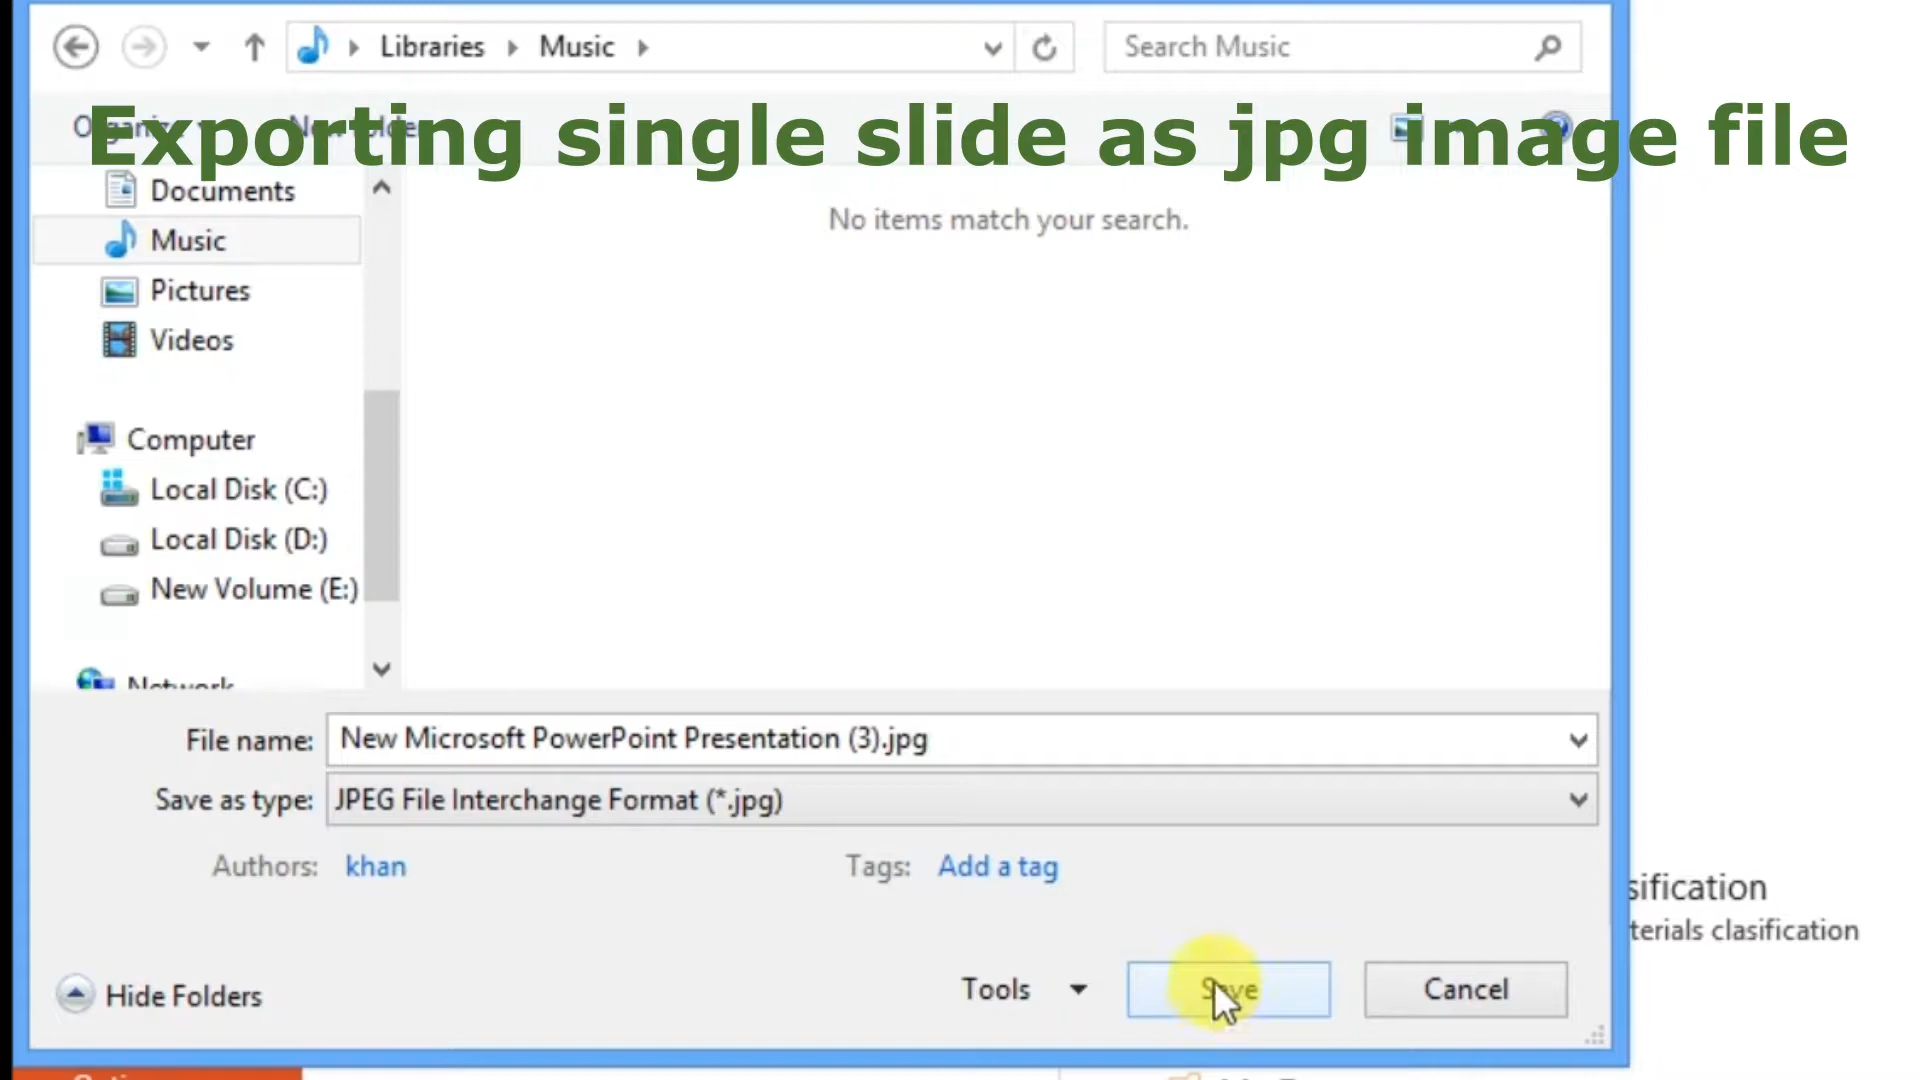 Libraries Music
Search Music
Exporting single slide as jpg image file
Documents
No items match your search.
Music
Pictures
Videos
Computer
Local Disk (C:)
Local Disk (D:)
New Volume (E:)
Network
File name: New Microsoft PowerPoint Presentation (3).jpg
Save as type: JPEG File Interchange Format (*.jpg)
Authors: khan Tags: Add a tag
sification
terials clasification
Hide Folders Tools Save Cancel